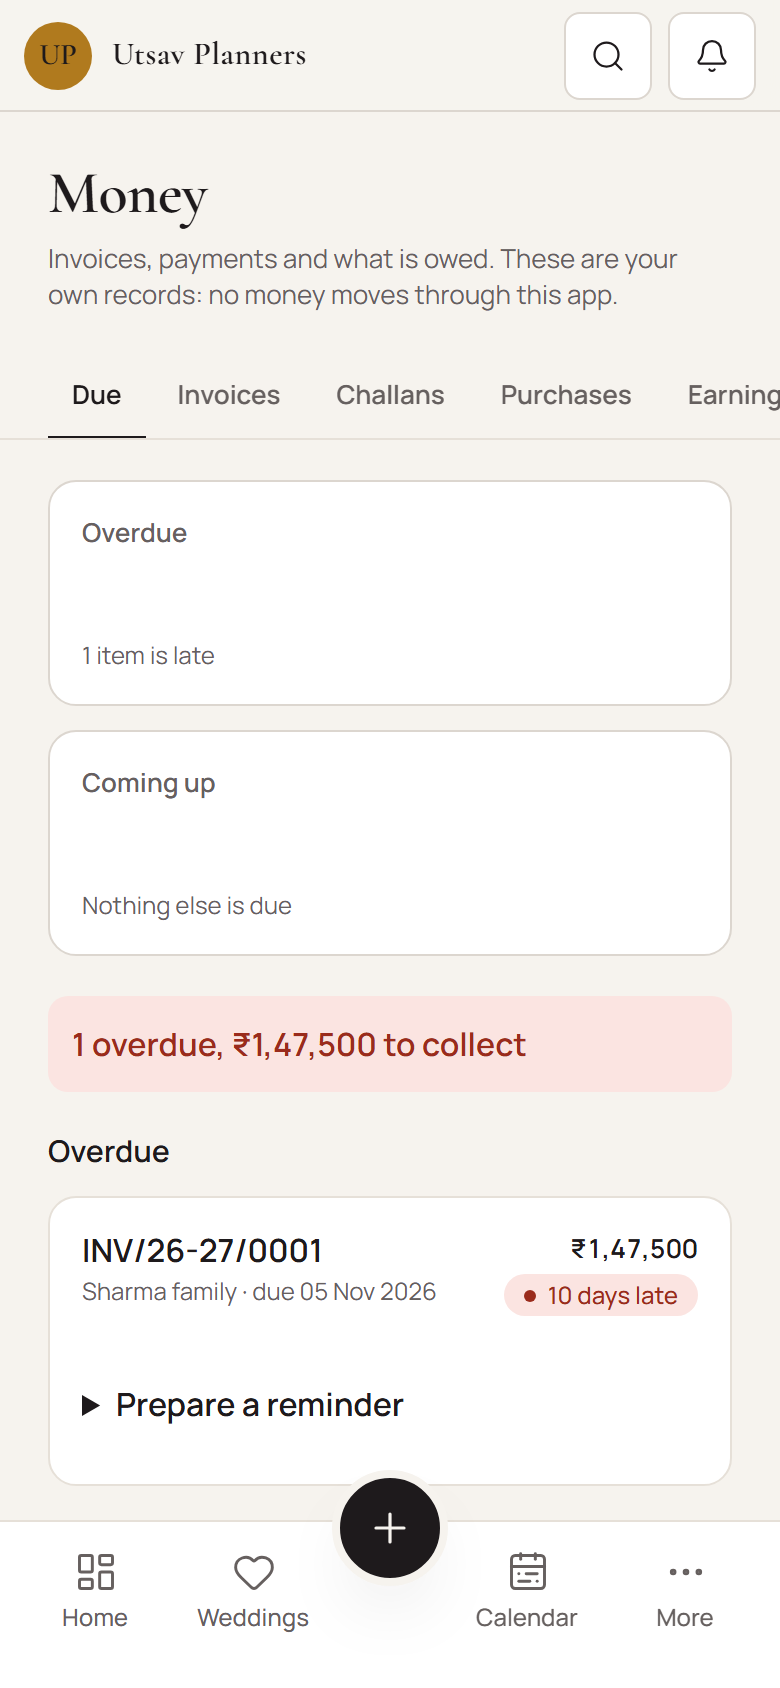 UP
Utsav Planners
Money
Invoices, payments and what is owed. These are your
own records: no money moves through this app.
Due
Invoices
Challans
Purchases
Earning
Overdue
1 item is late
Coming up
Nothing else is due
1 overdue, ₹1,47,500 to collect
Overdue
INV/26-27/0001
₹1,47,500
Sharma family · due 05 Nov 2026
10 days late
Prepare a reminder
Home
Weddings
Calendar
More